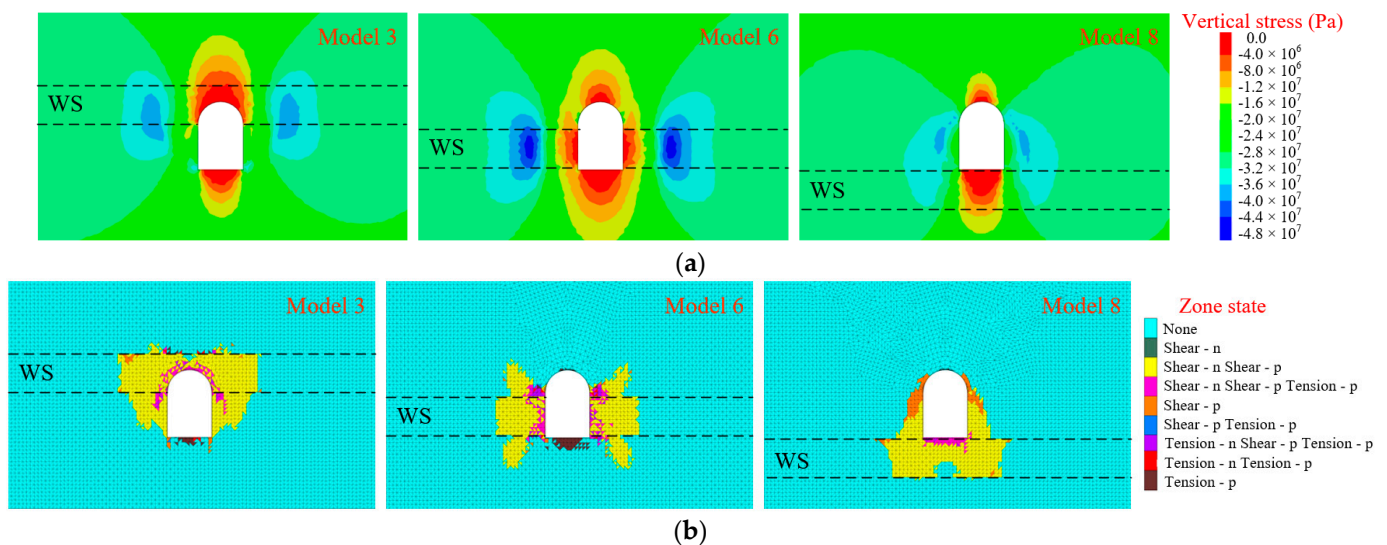 Model 3
Model 6
Model 8
WS
WS
WS
Vertical stress (Pa)
0.0
-4.0 × 10⁶
-8.0 × 10⁶
-1.2 × 10⁷
-1.6 × 10⁷
2.0 × 10⁷
-2.8 × 10⁷
-3.2 × 10⁷
-3.6 × 10⁷
-4.0 × 10⁷
-4.4 × 10⁷
-4.8 × 10⁷
(a)
Model 3
Model 6
Model 8
WS
WS
WS
Zone state
None
Shear - n
Shear - n Shear - p
Shear - n Shear - p Tension - p
Shear - p
Shear - p Tension - p
Tension - n Shear - p Tension - p
Tension - n Tension - p
Tension - p
(b)